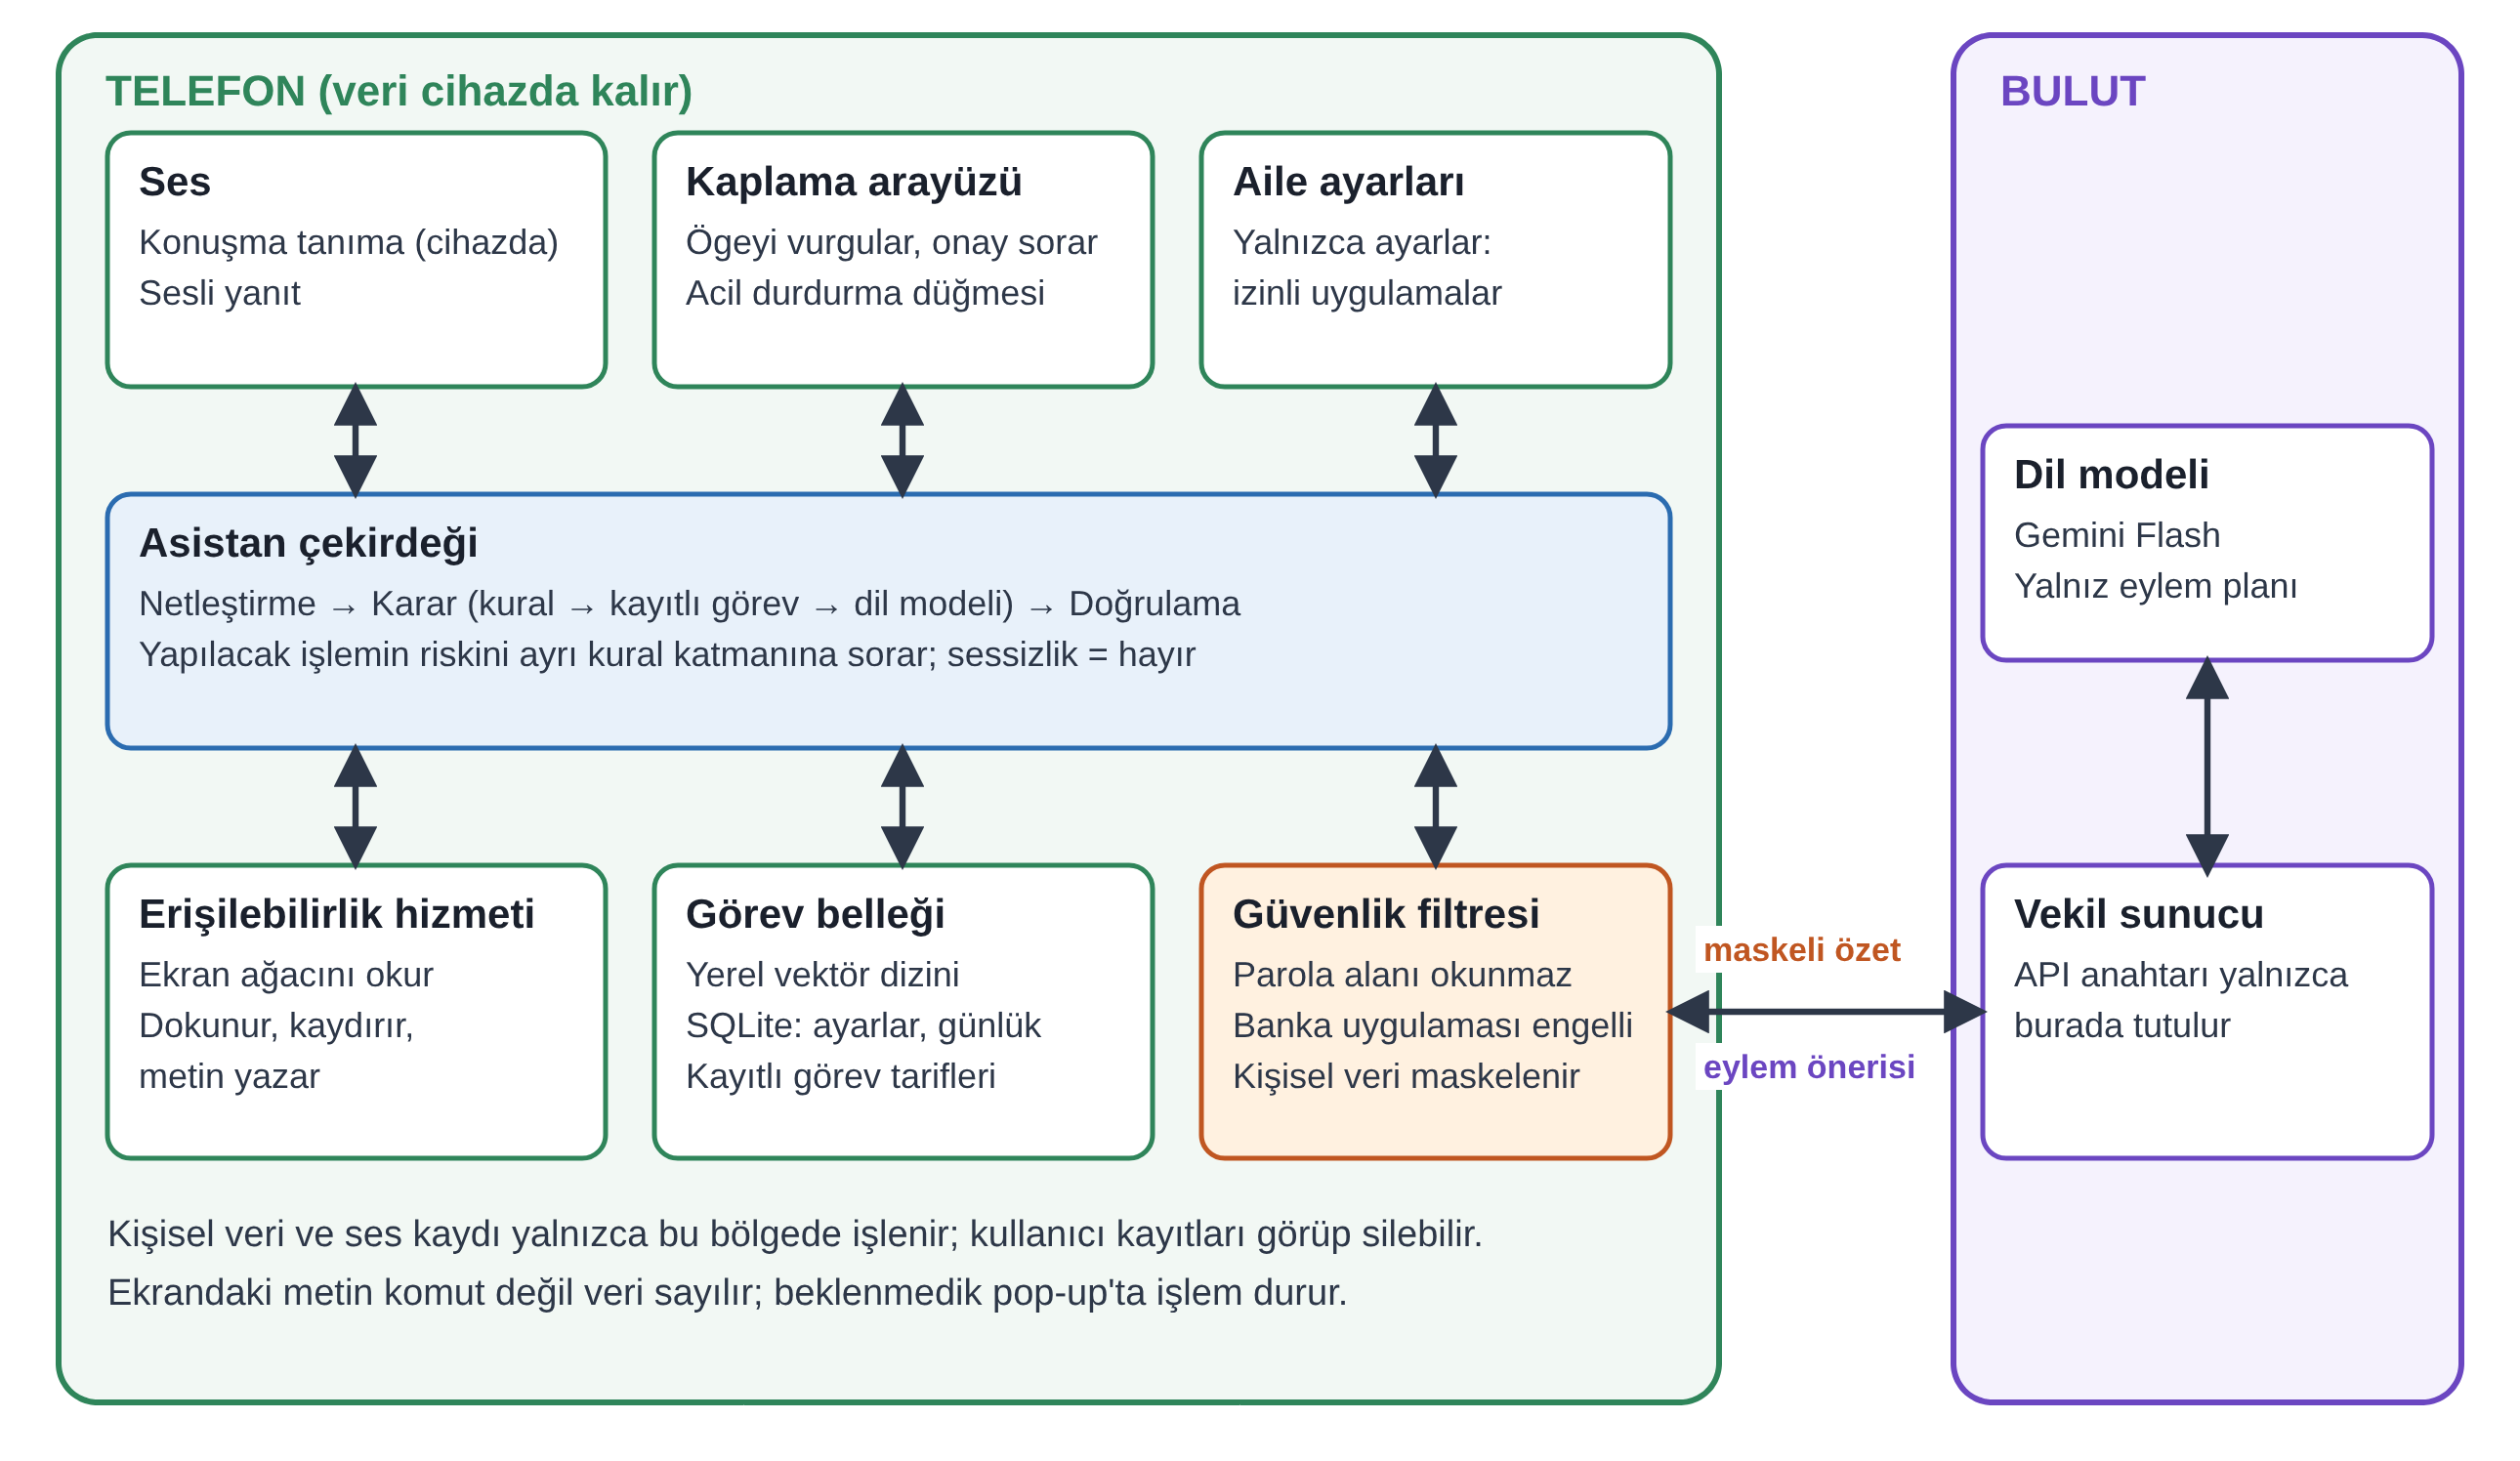 TELEFON (veri cihazda kalır)
Ses
Konuşma tanıma (cihazda)
Sesli yanıt
Kaplama arayüzü
Ögeyi vurgular, onay sorar
Acil durdurma düğmesi
Aile ayarları
Yalnızca ayarlar:
izinli uygulamalar
Asistan çekirdeği
Netleştirme → Karar (kural → kayıtlı görev → dil modeli) → Doğrulama
Yapılacak işlemin riskini ayrı kural katmanına sorar; sessizlik = hayır
Erişilebilirlik hizmeti
Ekran ağacını okur
Dokunur, kaydırır,
metin yazar
Görev belleği
Yerel vektör dizini
SQLite: ayarlar, günlük
Kayıtlı görev tarifleri
Güvenlik filtresi
Parola alanı okunmaz
Banka uygulaması engelli
Kişisel veri maskelenir
Kişisel veri ve ses kaydı yalnızca bu bölgede işlenir; kullanıcı kayıtları görüp silebilir.
Ekrandaki metin komut değil veri sayılır; beklenmedik pop-up'ta işlem durur.
maskeli özet
eylem önerisi
BULUT
Dil modeli
Gemini Flash
Yalnız eylem planı
Vekil sunucu
API anahtarı yalnızca
burada tutulur